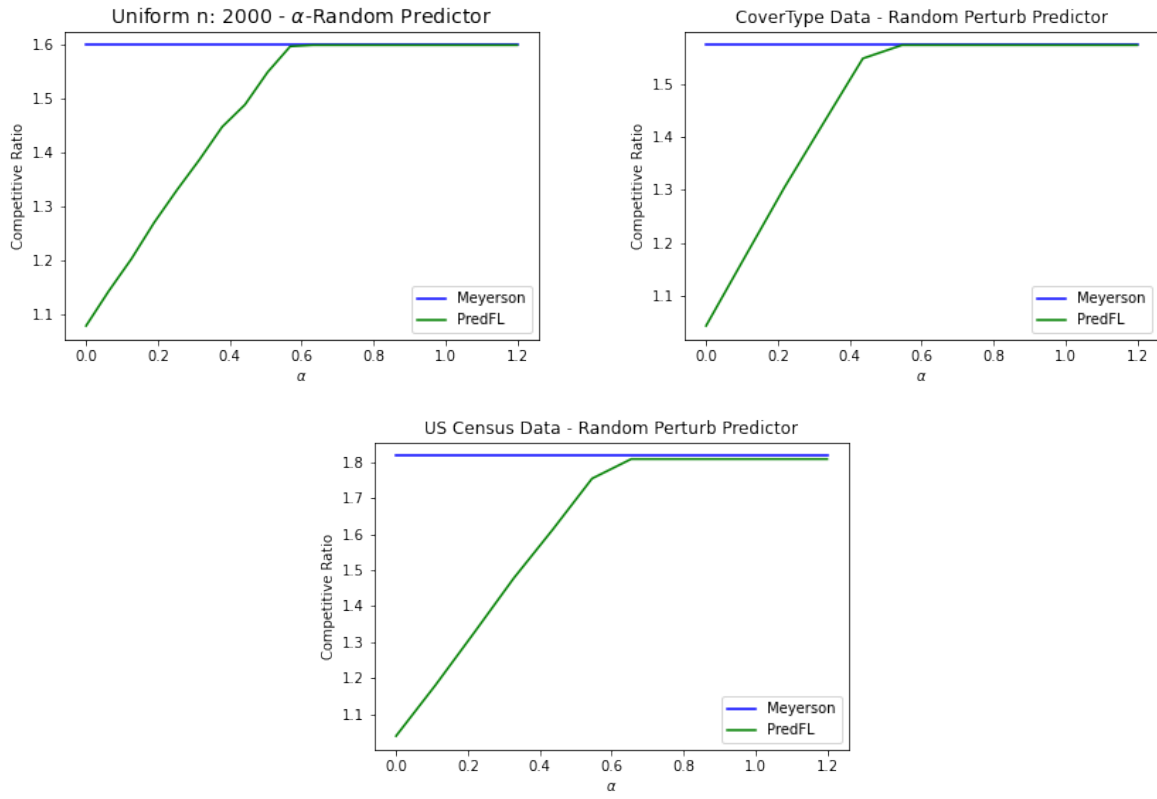 Uniform n: 2000 - α-Random Predictor
Competitive Ratio
1.6
1.5
1.4
1.3
1.2
1.1
0.0 0.2 0.4 0.6 0.8 1.0 1.2
α
Meyerson
PredFL
CoverType Data - Random Perturb Predictor
Competitive Ratio
1.5
1.4
1.3
1.2
1.1
0.0 0.2 0.4 0.6 0.8 1.0 1.2
α
Meyerson
PredFL
US Census Data - Random Perturb Predictor
Competitive Ratio
1.8
1.7
1.6
1.5
1.4
1.3
1.2
1.1
0.0 0.2 0.4 0.6 0.8 1.0 1.2
α
Meyerson
PredFL